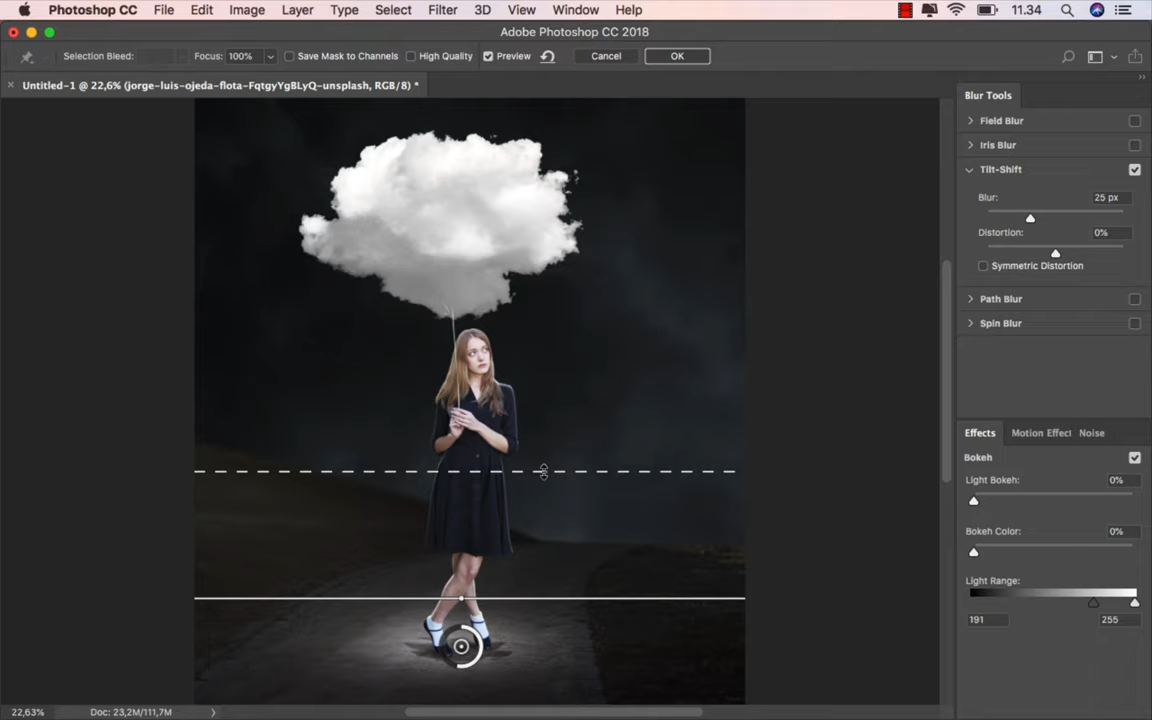 Photoshop CC File Edit Image Layer Type Select Filter 3D View Window Help 11.34
Adobe Photoshop CC 2018
Selection Bleed: Focus: 100% Save Mask to Channels High Quality Preview Cancel OK
Untitled-1 @ 22,6% (jorge-luis-ojeda-flota-FqtgyYgBLyQ-unsplash, RGB/8) *
Blur Tools
Field Blur
Iris Blur
Tilt-Shift
Blur: 25 px
Distortion: 0%
Symmetric Distortion
Path Blur
Spin Blur
Effects Motion Effect Noise
Bokeh
Light Bokeh: 0%
Bokeh Color: 0%
Light Range:
191 255
22,63% Doc: 23,2M/111,7M